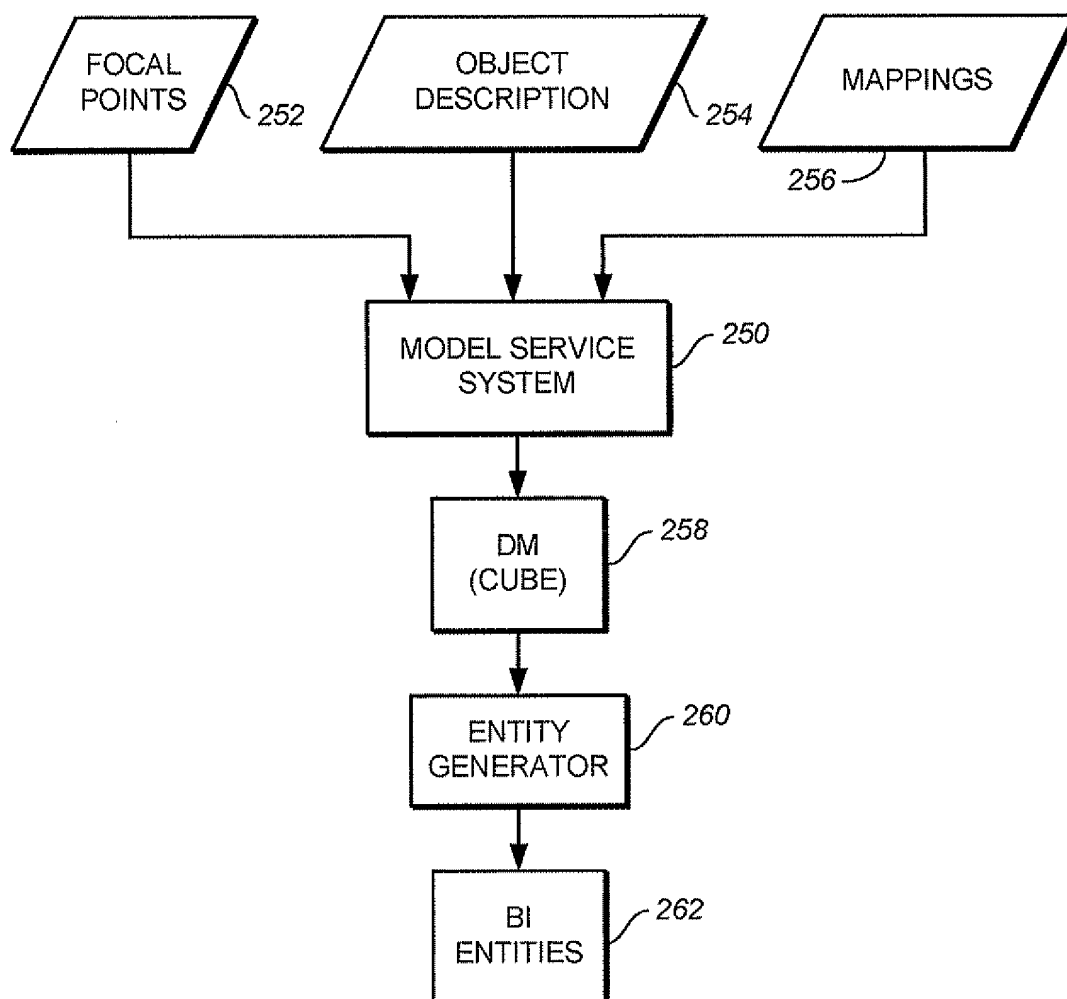 FOCAL
POINTS
252
OBJECT
DESCRIPTION
254
MAPPINGS
256
MODEL SERVICE
SYSTEM
250
DM
(CUBE)
258
ENTITY
GENERATOR
260
BI
ENTITIES
262